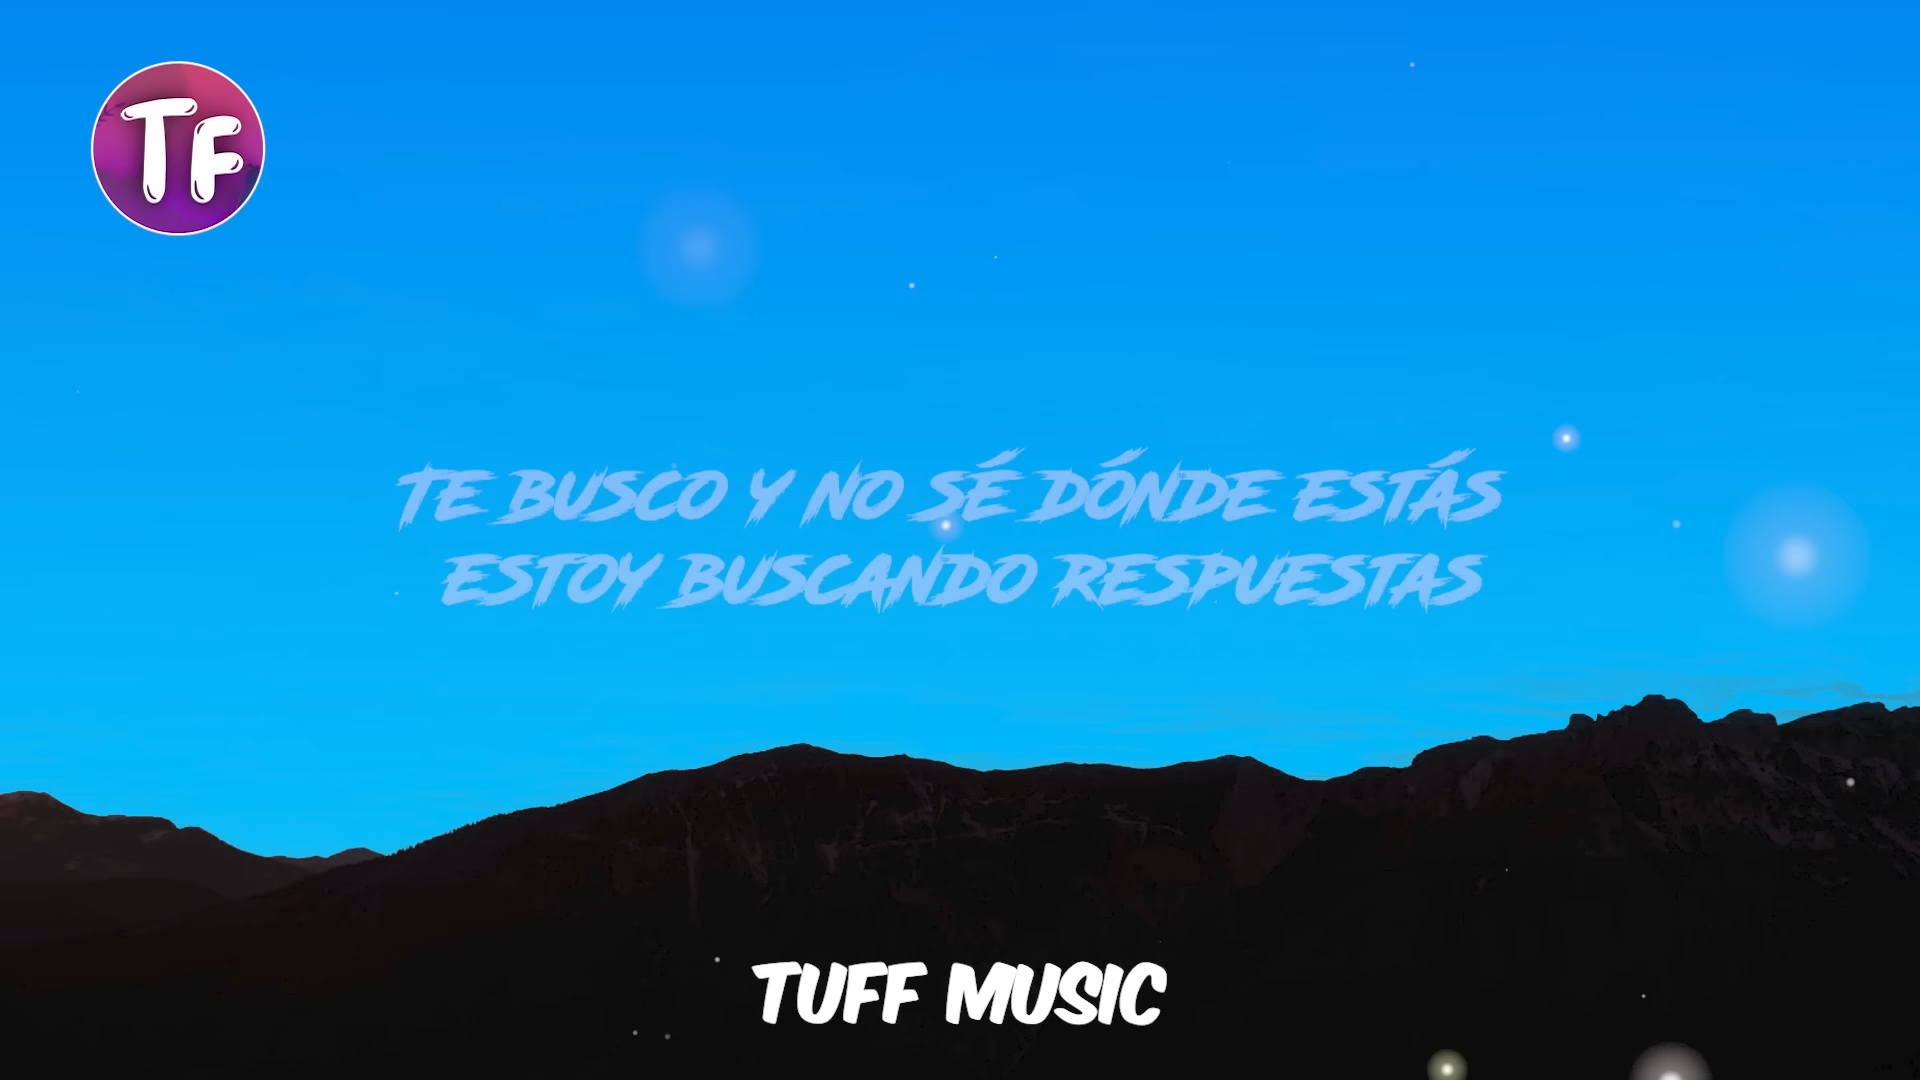 TF
TE BUSCO Y NO SÉ DÓNDE ESTÁS
ESTOY BUSCANDO RESPUESTAS
TUFF MUSIC